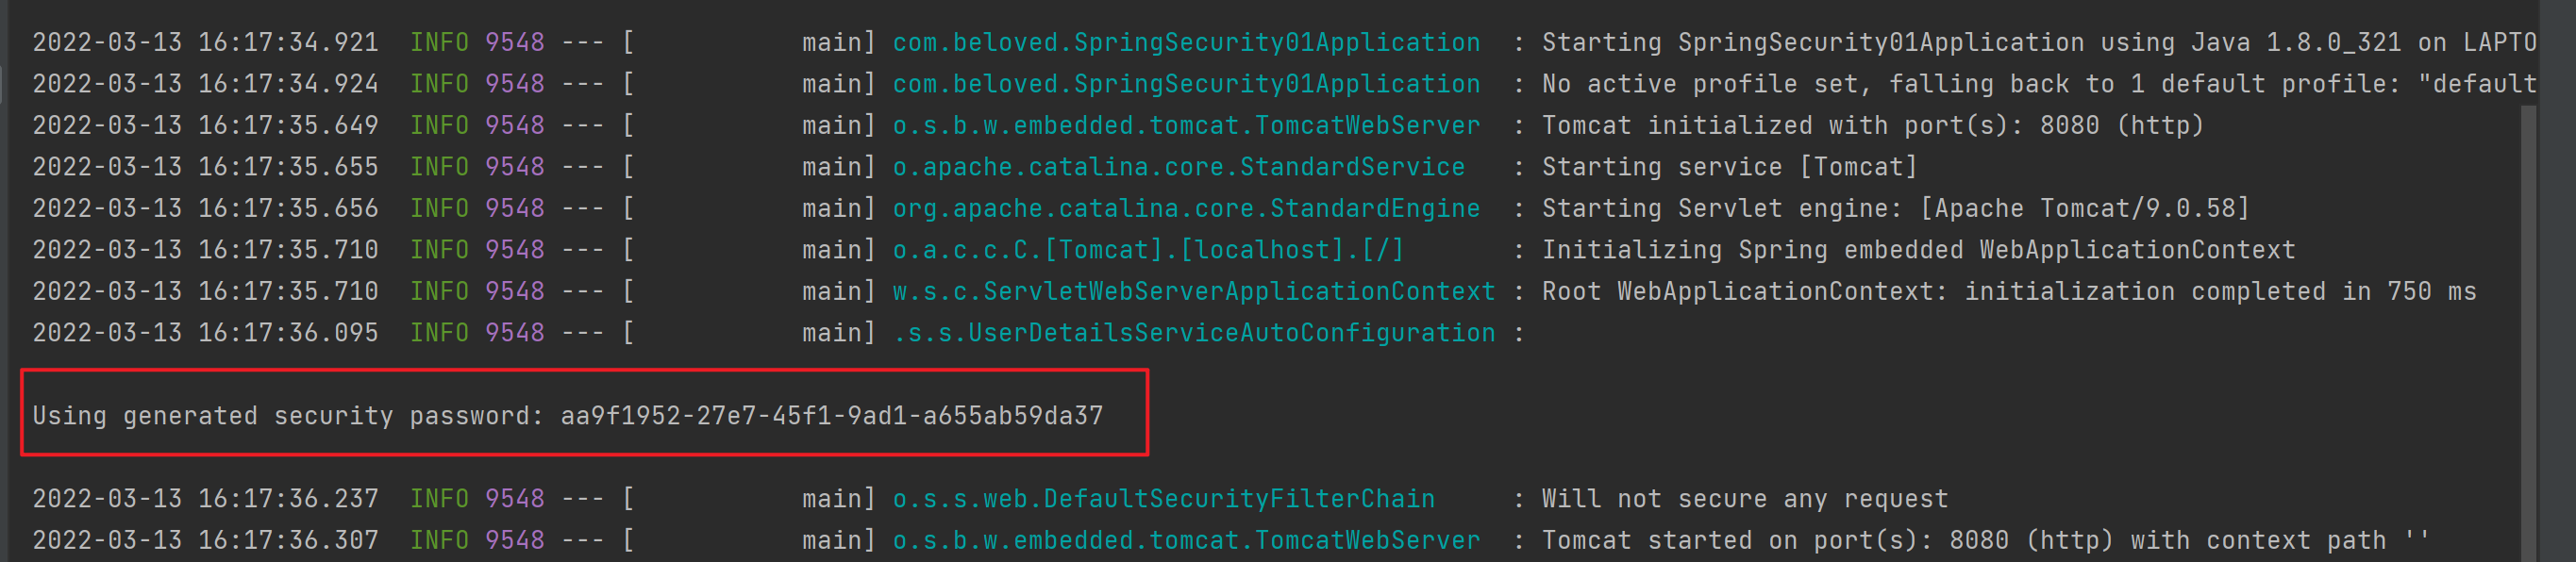 2022-03-13 16:17:34.921  INFO 9548 --- [           main] com.beloved.SpringSecurity01Application  : Starting SpringSecurity01Application using Java 1.8.0_321 on LAPTO
2022-03-13 16:17:34.924  INFO 9548 --- [           main] com.beloved.SpringSecurity01Application  : No active profile set, falling back to 1 default profile: "default
2022-03-13 16:17:35.649  INFO 9548 --- [           main] o.s.b.w.embedded.tomcat.TomcatWebServer  : Tomcat initialized with port(s): 8080 (http)
2022-03-13 16:17:35.655  INFO 9548 --- [           main] o.apache.catalina.core.StandardService   : Starting service [Tomcat]
2022-03-13 16:17:35.656  INFO 9548 --- [           main] org.apache.catalina.core.StandardEngine  : Starting Servlet engine: [Apache Tomcat/9.0.58]
2022-03-13 16:17:35.710  INFO 9548 --- [           main] o.a.c.c.C.[Tomcat].[localhost].[/]       : Initializing Spring embedded WebApplicationContext
2022-03-13 16:17:35.710  INFO 9548 --- [           main] w.s.c.ServletWebServerApplicationContext : Root WebApplicationContext: initialization completed in 750 ms
2022-03-13 16:17:36.095  INFO 9548 --- [           main] .s.s.UserDetailsServiceAutoConfiguration :
Using generated security password: aa9f1952-27e7-45f1-9ad1-a655ab59da37
2022-03-13 16:17:36.237  INFO 9548 --- [           main] o.s.s.web.DefaultSecurityFilterChain     : Will not secure any request
2022-03-13 16:17:36.307  INFO 9548 --- [           main] o.s.b.w.embedded.tomcat.TomcatWebServer  : Tomcat started on port(s): 8080 (http) with context path ''